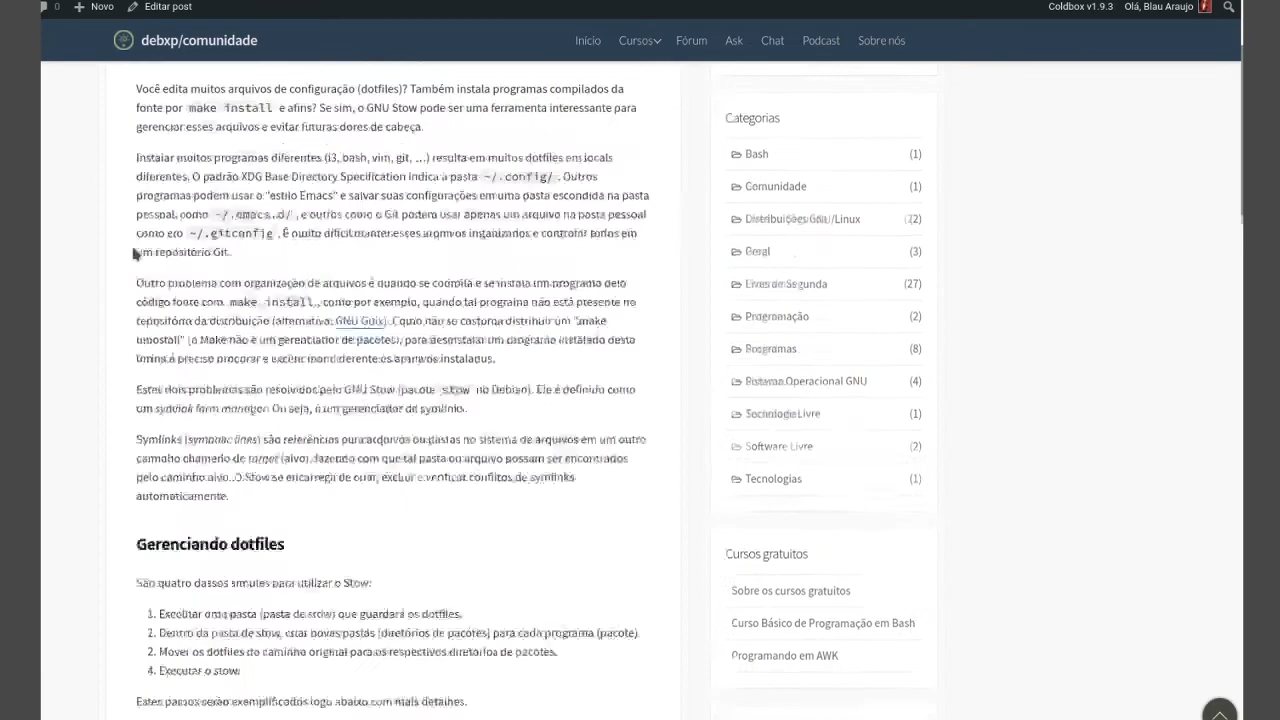 0 Novo Editar post Coldbox v1.9.3 Olá, Blau Araujo
debxp/comunidade Início Cursos Fórum Ask Chat Podcast Sobre nós
Você edita muitos arquivos de configuração (dotfiles)? Também instala programas compilados da
fonte por make install e afins? Se sim, o GNU Stow pode ser uma ferramenta interessante para
gerenciar esses arquivos e evitar futuras dores de cabeça.
Instalar muitos programas diferentes (i3, bash, vim, git, ...) resulta em muitos dotfiles em locais
diferentes. O padrão XDG Base Directory Specification indica a pasta ~/.config/. Outros
programas podem usar o "estilo Emacs" e salvar suas configurações em uma pasta escondida na pasta
pessoal, como ~/.emacs.d/, e outros como o Git podem usar apenas um arquivo na pasta pessoal
como em ~/.gitconfig. É muito difícil manter esses arquivos organizados e controlar todos em
um repositório Git.
Outro problema com organização de arquivos é quando se compila e se instala um programa pelo
código fonte com make install, como por exemplo, quando tal programa não está presente no
repositório da distribuição (alternativa: GNU Guix). Como não se costuma distribuir um "make
uninstall" (o Make não é um gerenciador de pacotes), para desinstalar um programa instalado desta
forma é preciso procurar e
arquivos instalados.
Estes dois problemas são resolvidos pelo GNU Stow (pacote stow no Debian). Ele é definido como
um symlink farm manager. Ou seja, é um gerenciador de symlinks.
Symlinks (symbolic links) são referências para arquivos ou pastas no sistema de arquivos em um outro
caminho chamado de target (alvo), fazendo com que tal pasta ou arquivo possam ser encontrados
pelo caminho alvo. O Stow se encarrega de criar, excluir e verificar conflitos de symlinks
automaticamente.
Gerenciando dotfiles
São quatro passos simples para utilizar o Stow:
1. Escolher uma pasta (pasta de stow) que guardará os dotfiles.
2. Dentro da pasta de stow, criar novas pastas (diretórios de pacotes) para cada programa (pacote).
Mover os dotfiles do caminho original para os respectivos diretórios de pacotes.
4. Executar o stow.
Estes passos serão exemplificados logo abaixo com mais detalhes.
Categorias
Bash (1)
Comunidade (1)
Distribuições GNU/Linux (2)
Geral (3)
Lives de Segunda (27)
Programação (2)
Programas (8)
Sistema Operacional GNU (4)
Livre (1)
Software Livre (2)
Tecnologias (1)
Cursos gratuitos
Sobre os cursos gratuitos
Curso Básico de Programação em Bash
Programando em AWK